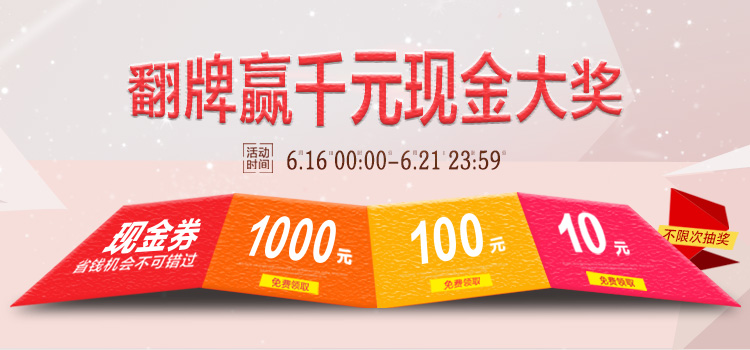 翻牌赢千元现金大奖
活动时间
6.16 00:00-6.21 23:59
现金券
省钱机会不可错过
1000元
免费领取
100元
免费领取
10元
免费领取
不限次抽奖